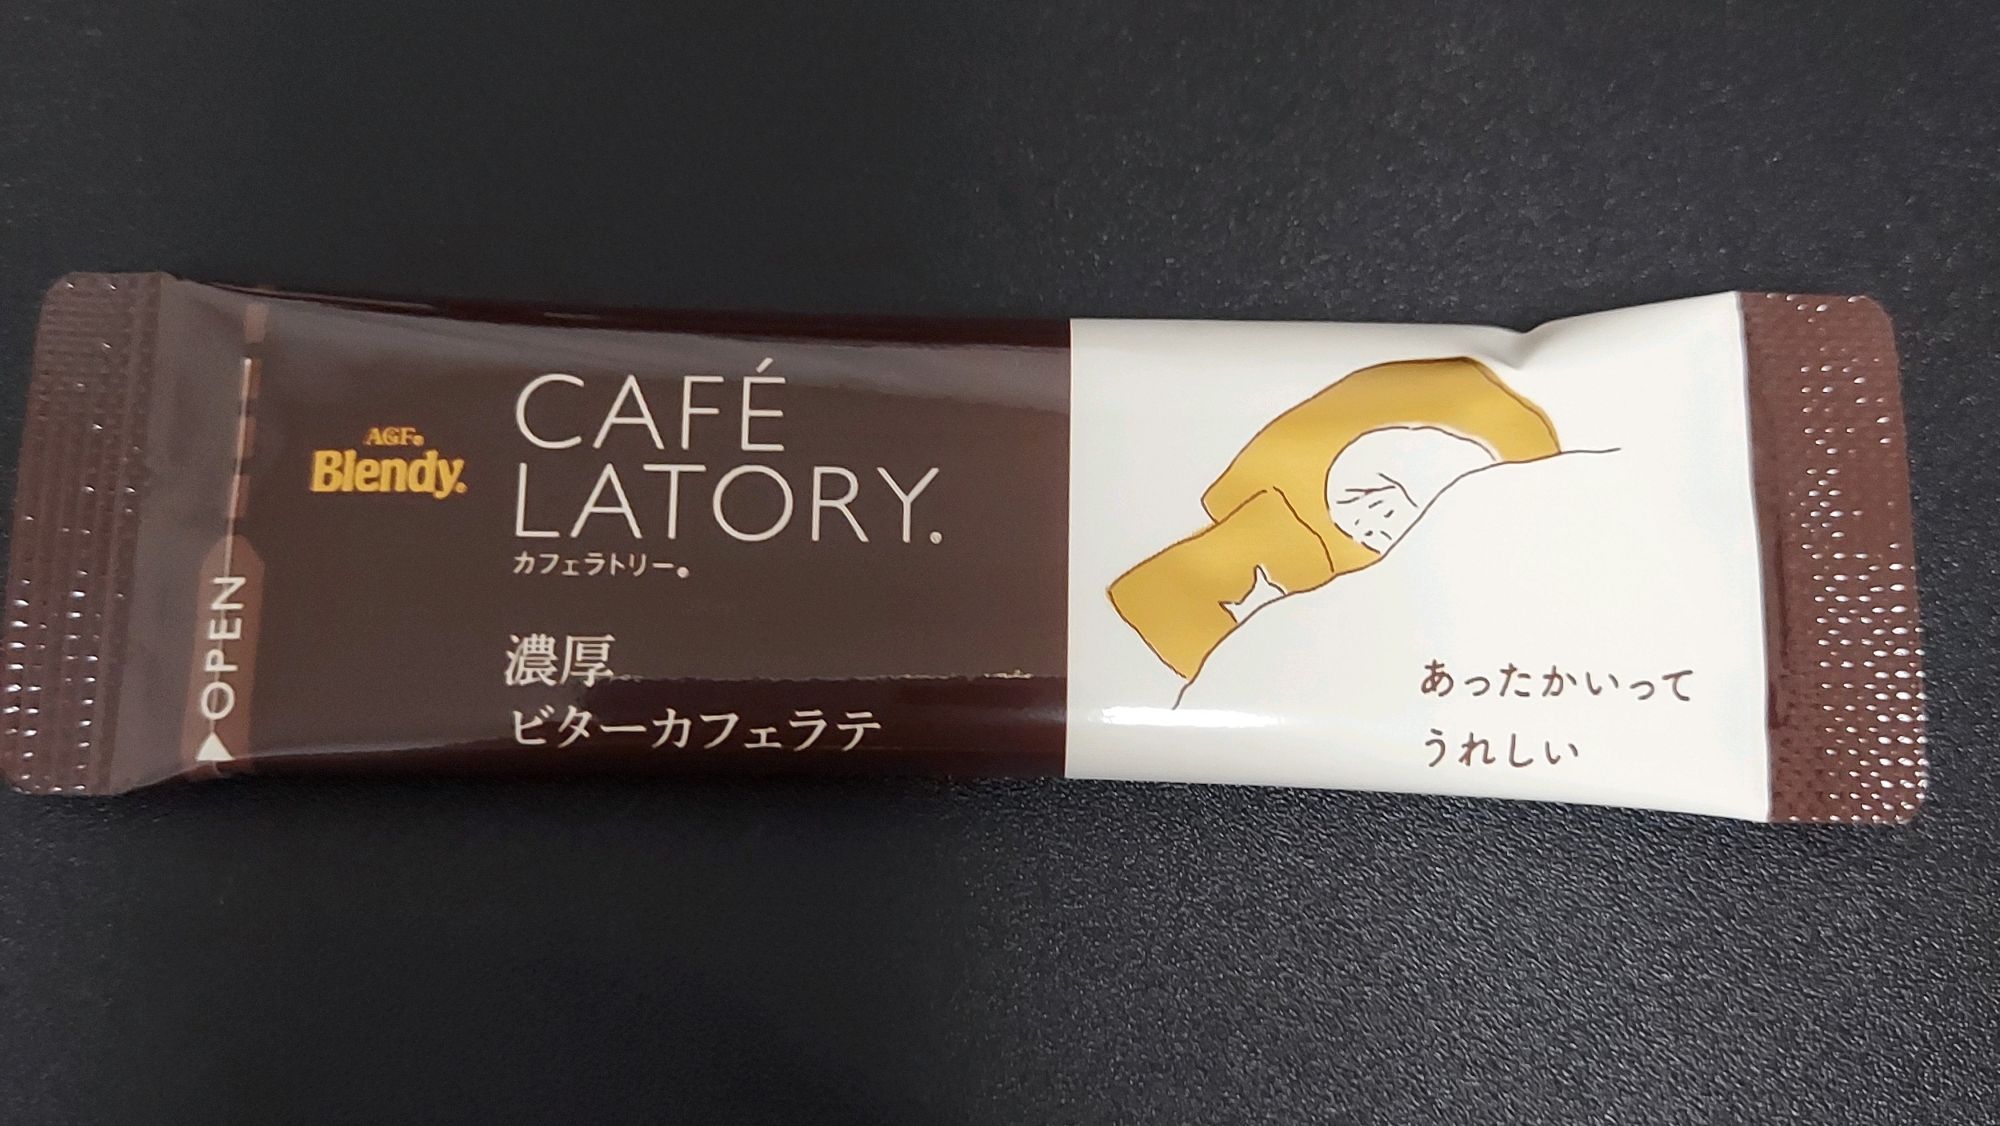 OPEN
AGF®
Blendy®
CAFÉ
LATORY®
カフェラトリー®
濃厚
ビターカフェラテ
あったかいって
うれしい